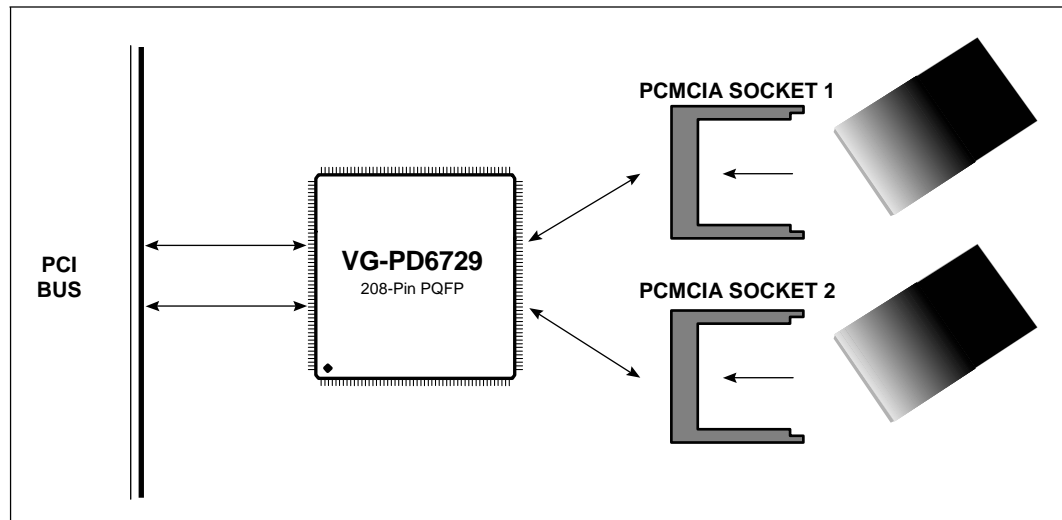 PCI
BUS
VG-PD6729
208-Pin PQFP
PCMCIA SOCKET 1
PCMCIA SOCKET 2